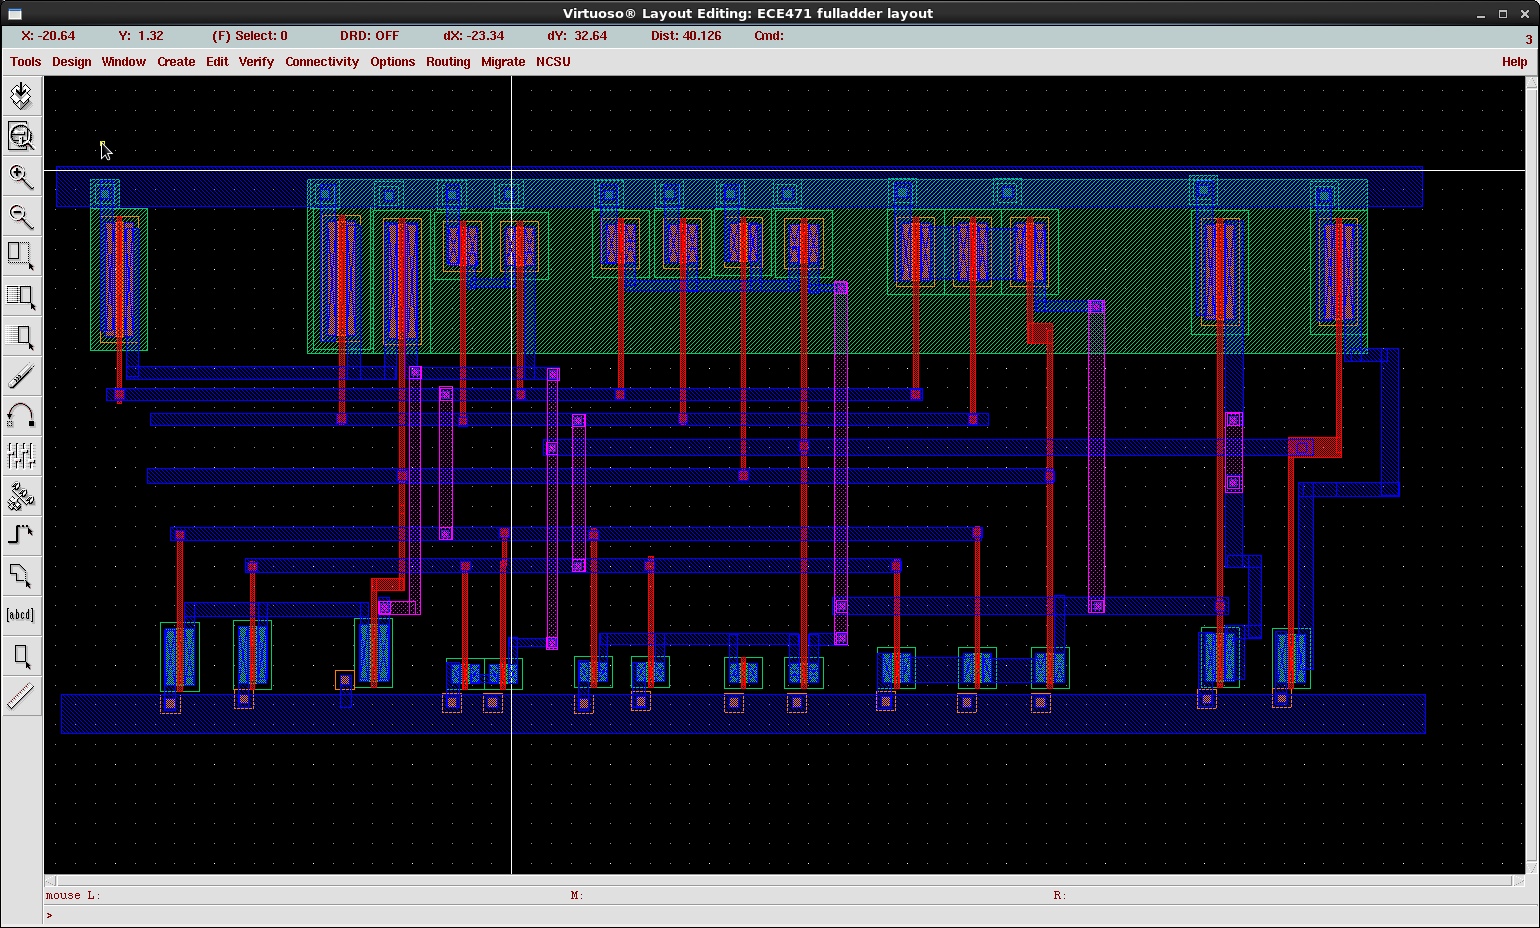 Virtuoso® Layout Editing: ECE471 fulladder layout
X: -20.64 Y: 1.32 (F) Select: 0 DRD: OFF dX: -23.34 dY: 32.64 Dist: 40.126 Cmd: 3
Tools Design Window Create Edit Verify Connectivity Options Routing Migrate NCSU Help
[abcd]
mouse L: M: R:
>